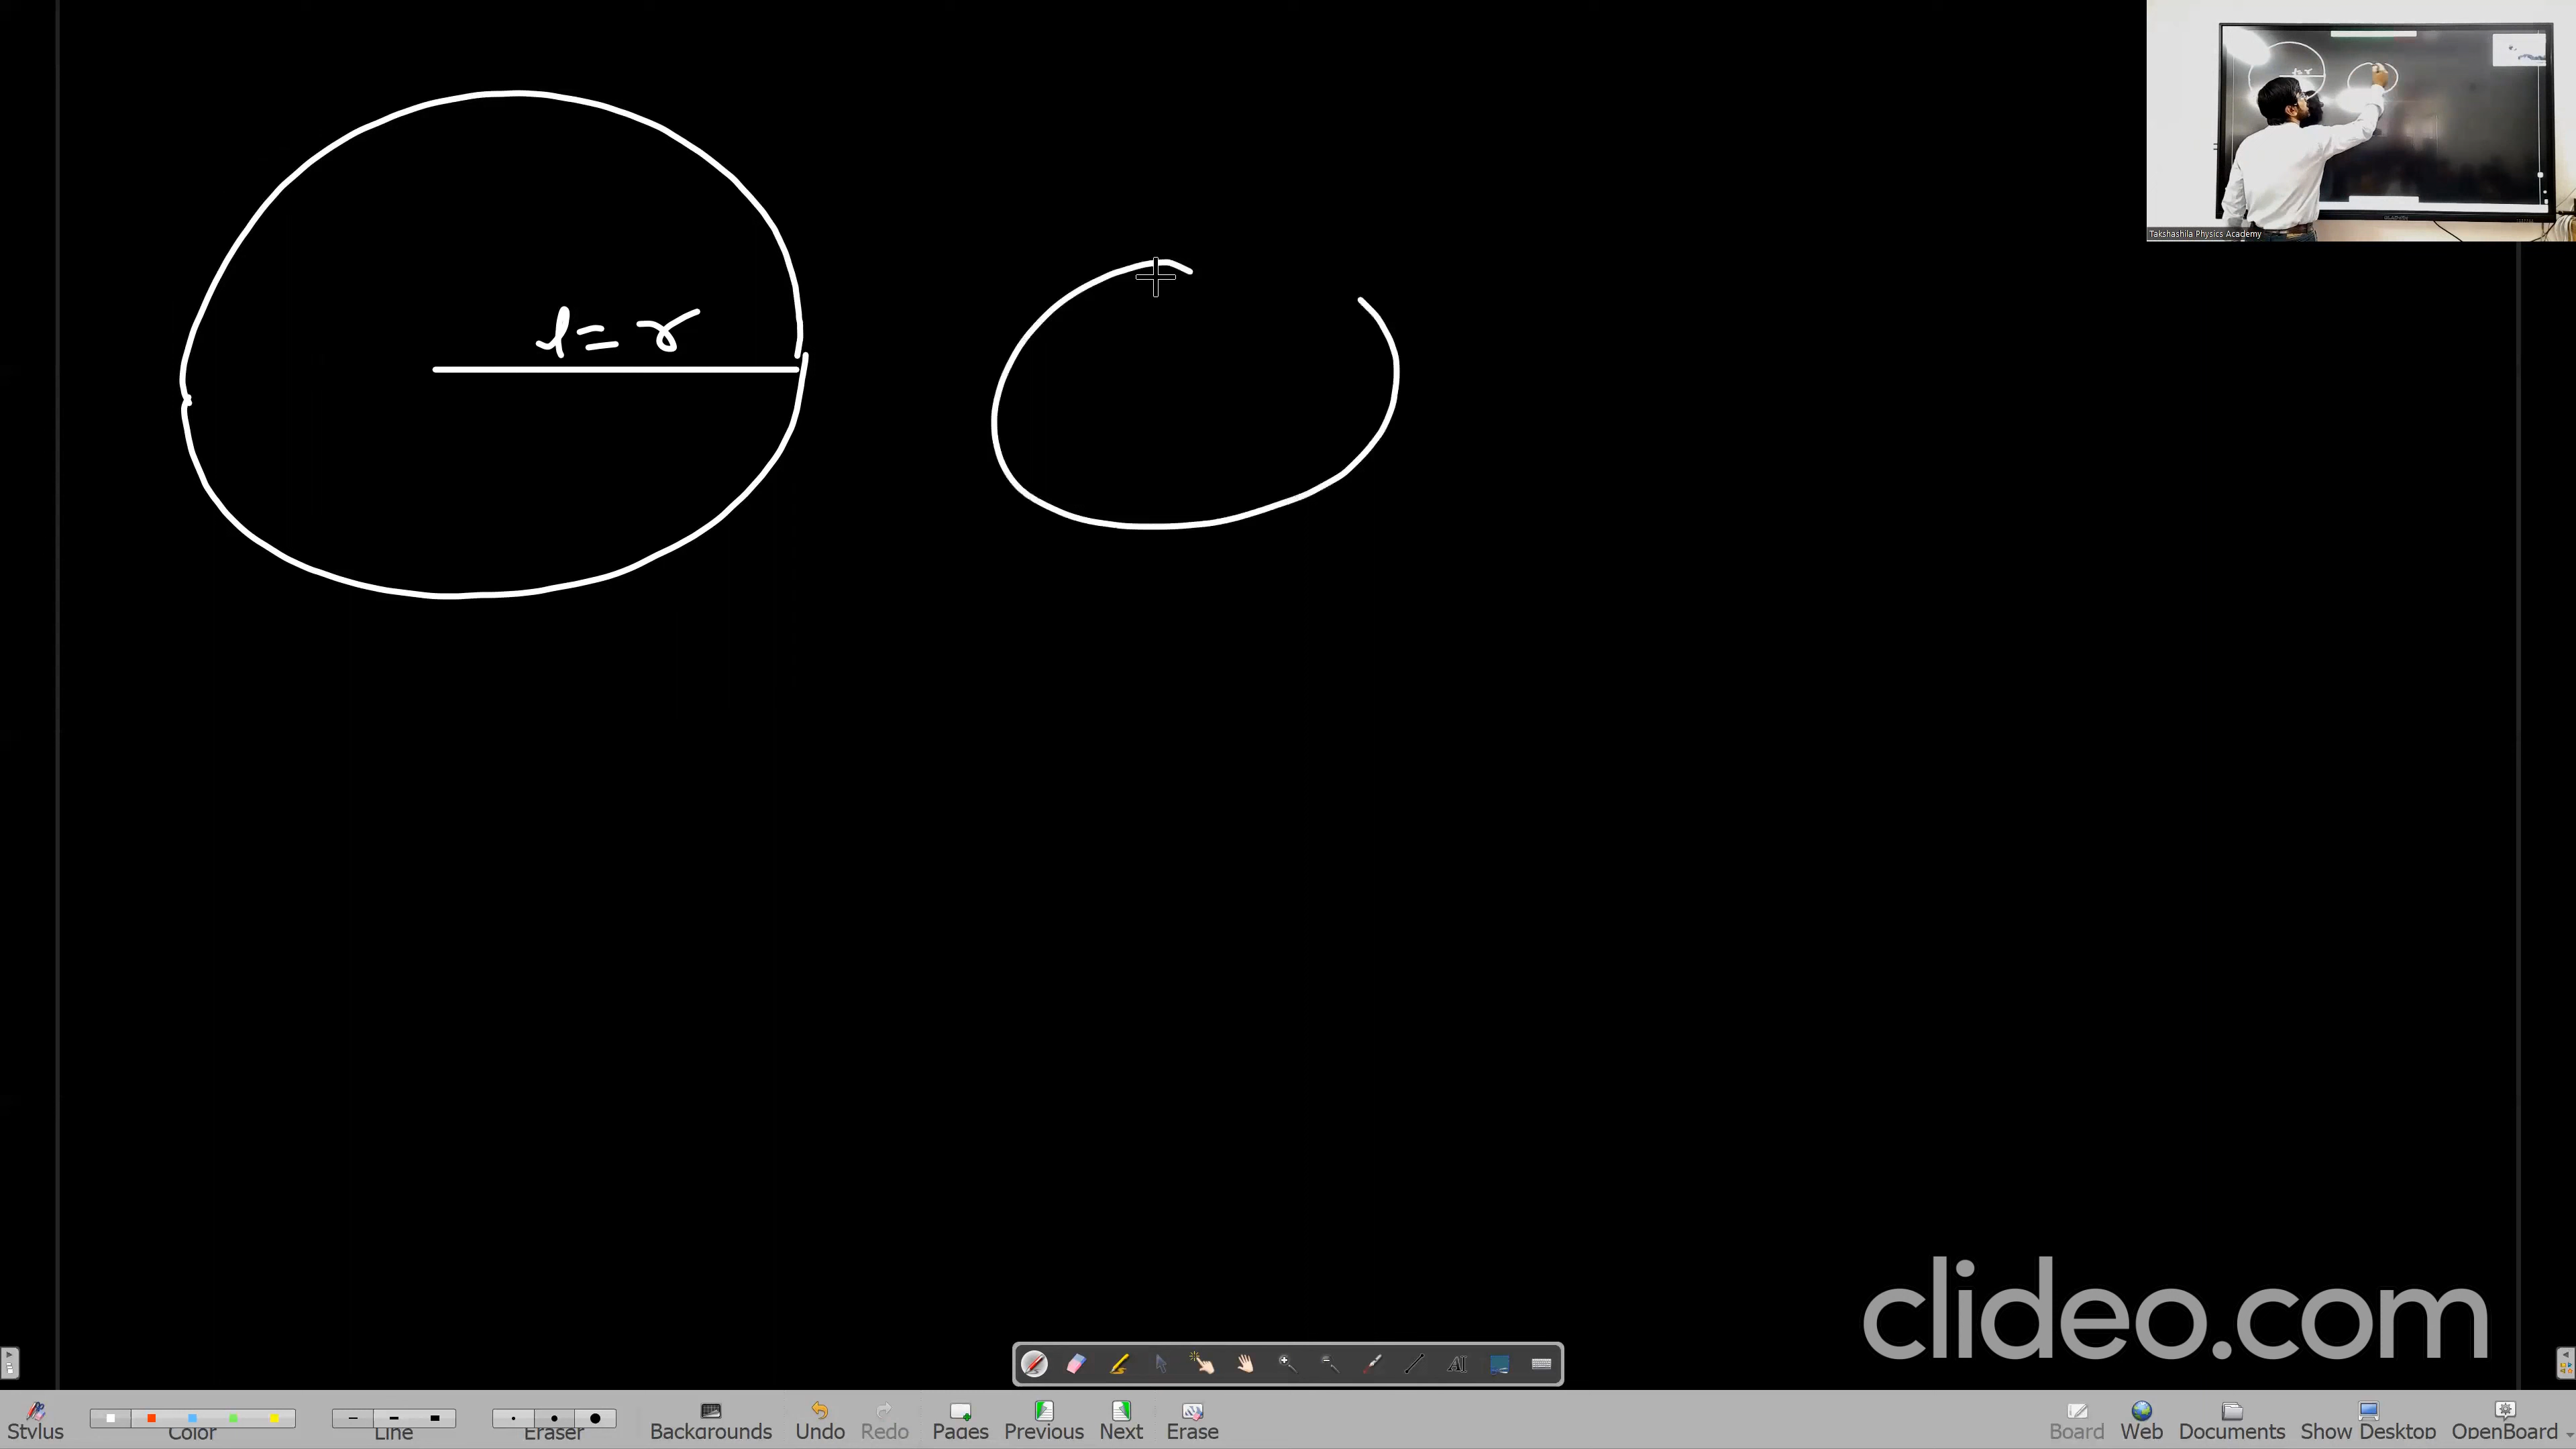 l = r
Takshashila Physics Academy
clideo.com
Stylus
Color
Line
Eraser
Backgrounds
Undo
Redo
Pages
Previous
Next
Erase
Board
Web
Documents
Show Desktop
OpenBoard